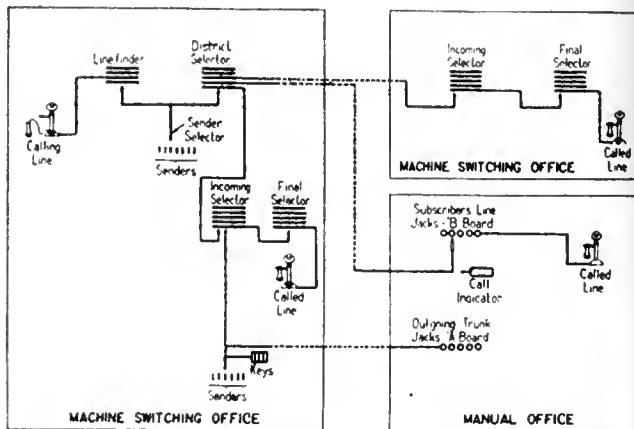 Line finder
District
Selector
Calling
Line
Sender
Selector
Senders
Incoming
Selector
Final
Selector
Called
Line
Keys
Senders
MACHINE SWITCHING OFFICE
Incoming
Selector
Final
Selector
Called
Line
MACHINE SWITCHING OFFICE
Subscribers Line
Jacks-"B" Board
Called
Line
Call
Indicator
Outgoing Trunk
Jacks "A" Board
MANUAL OFFICE